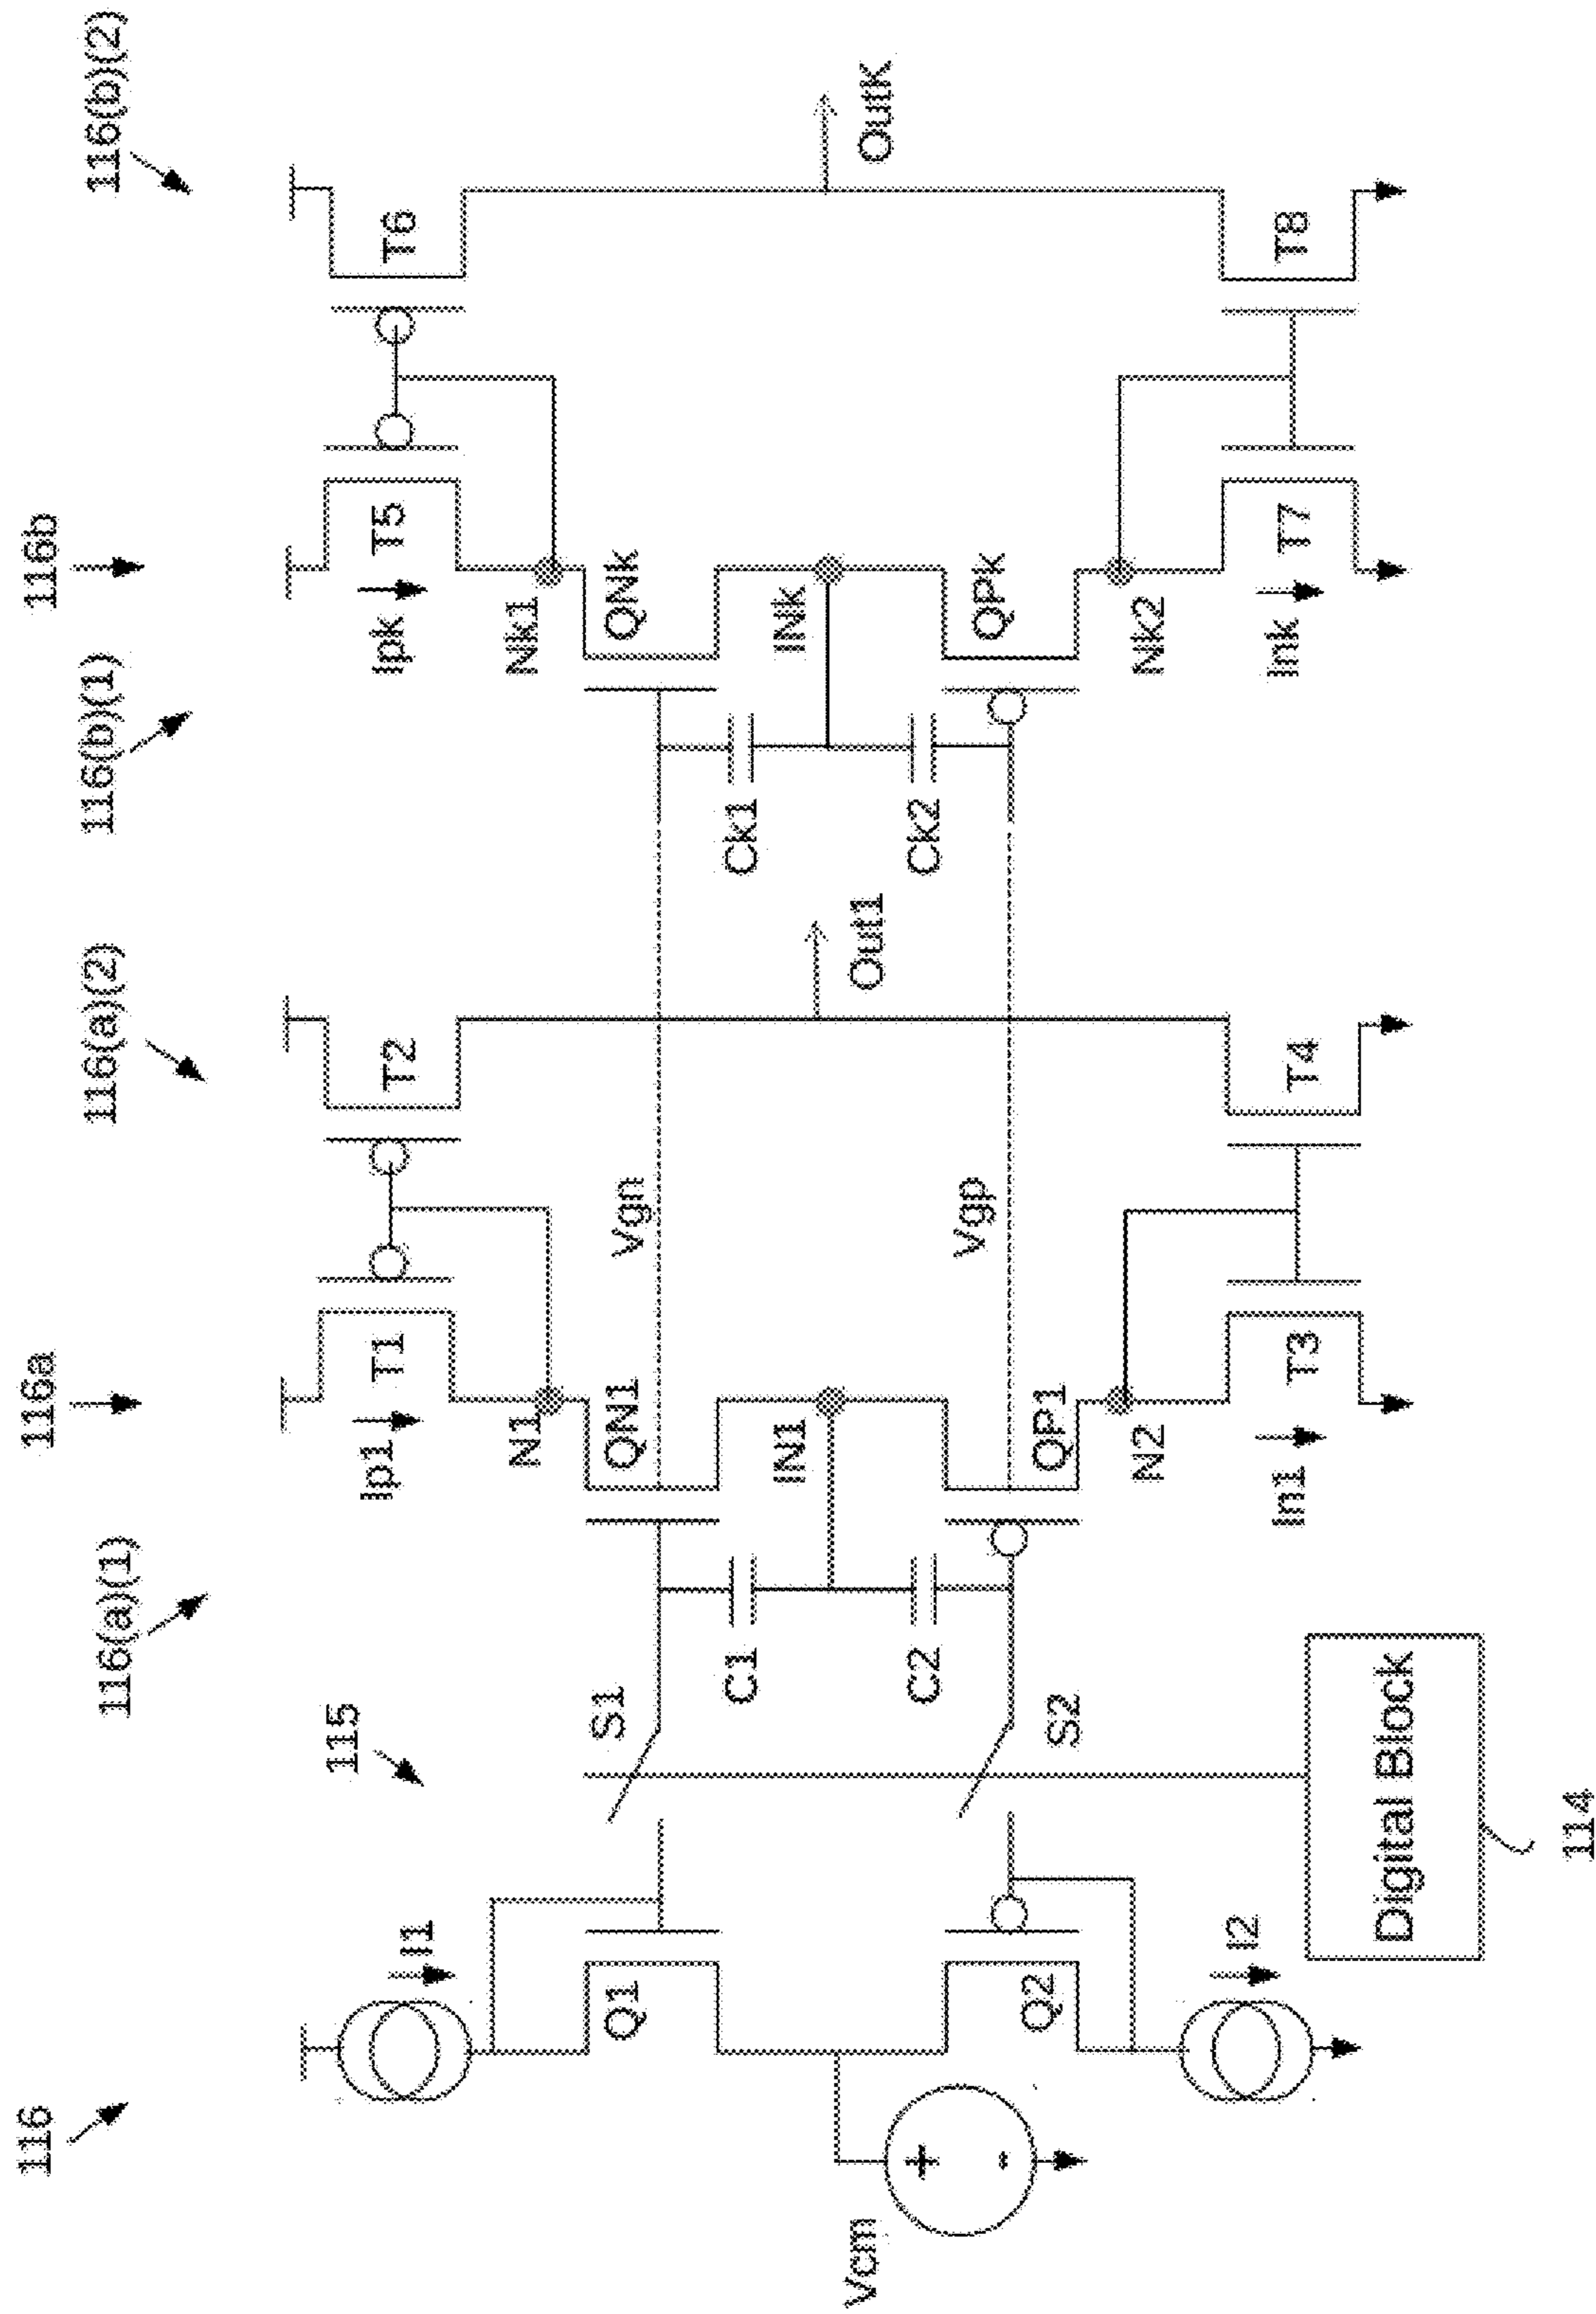 116
116a
116b
116(a)(1)
116(a)(2)
116(b)(1)
116(b)(2)
115
I1
Ip1
T1
T2
Ipk
T5
T6
N1
Nk1
Q1
S1
QN1
Vgn
QNk
C1
Ck1
IN1
INk
Vcm
+
-
Out1
OutK
C2
Ck2
Q2
S2
QP1
Vgp
QPk
N2
Nk2
I2
In1
T3
T4
Ink
T7
T8
Digital Block
114